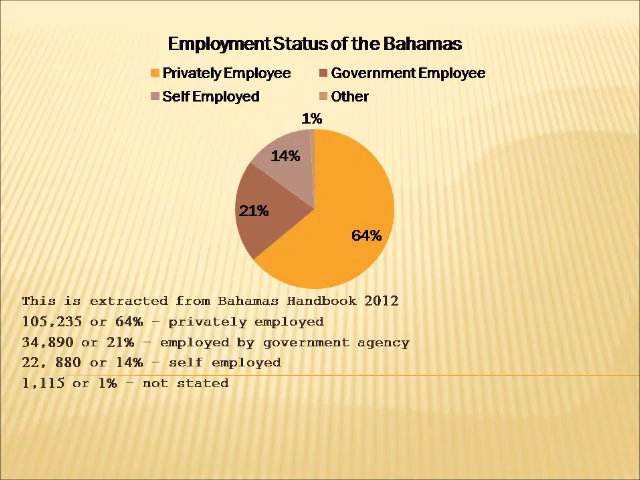 Employment Status of the Bahamas
Privately Employee Government Employee
Self Employed Other
1%
14%
21%
64%
This is extracted from Bahamas Handbook 2012
105,235 or 64% – privately employed
34,890 or 21% – employed by government agency
22, 880 or 14% – self employed
1,115 or 1% – not stated